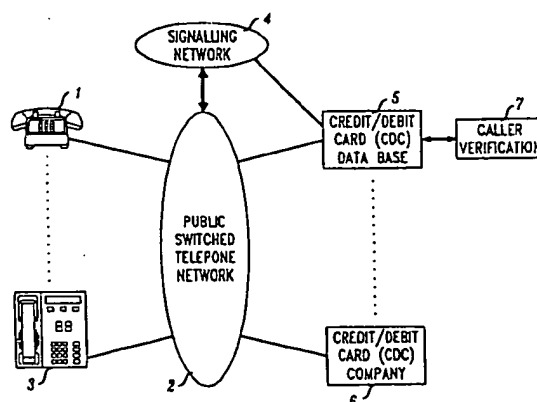 4
SIGNALLING
NETWORK
1
5
7
CREDIT/DEBIT
CARD (CDC)
DATA BASE
CALLER
VERIFICATION
PUBLIC
SWITCHED
TELEPONE
NETWORK
3
2
CREDIT/DEBIT
CARD (CDC)
COMPANY
6